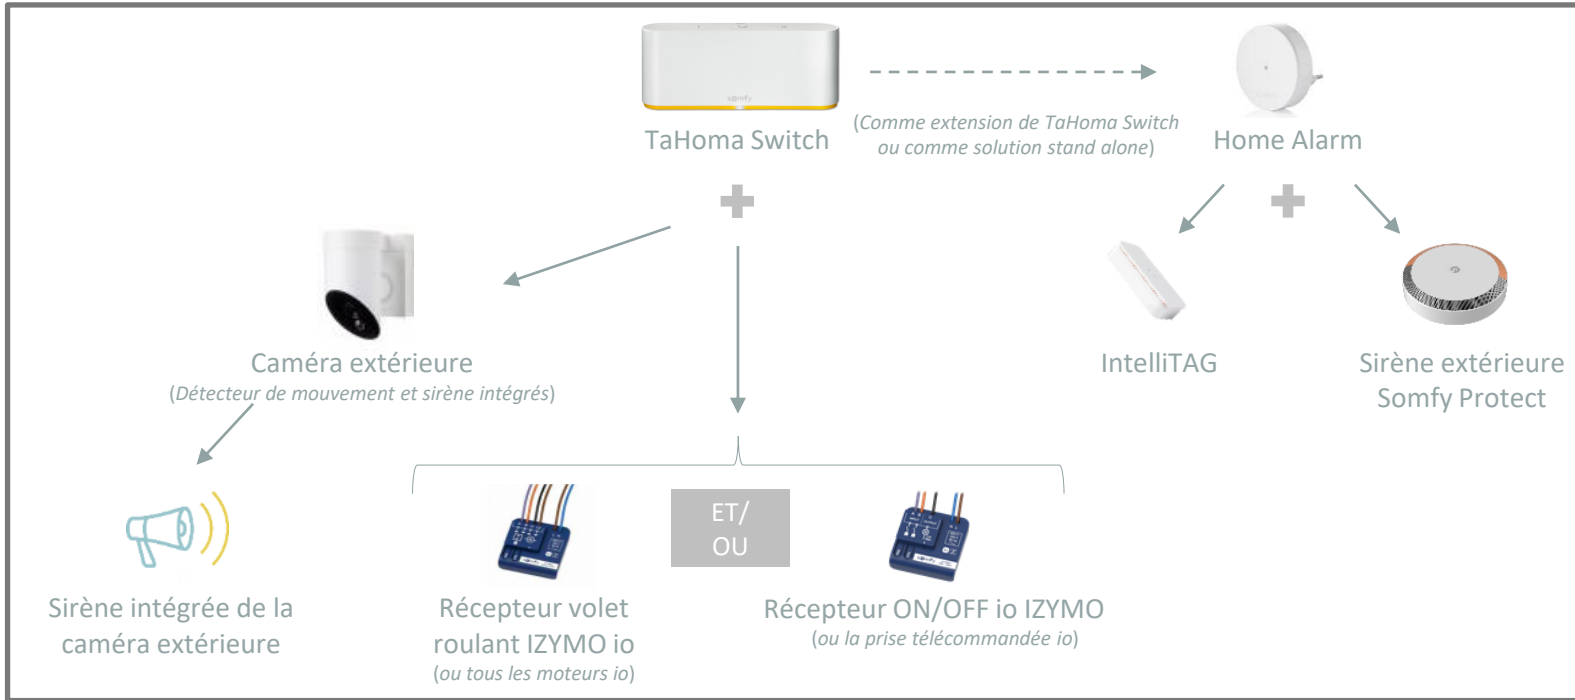 somfy
TaHoma Switch
(Comme extension de TaHoma Switch
ou comme solution stand alone)
Home Alarm
Caméra extérieure
(Détecteur de mouvement et sirène intégrés)
IntelliTAG
Sirène extérieure
Somfy Protect
ET/
OU
Sirène intégrée de la
caméra extérieure
Récepteur volet
roulant IZYMO io
(ou tous les moteurs io)
Récepteur ON/OFF io IZYMO
(ou la prise télécommandée io)